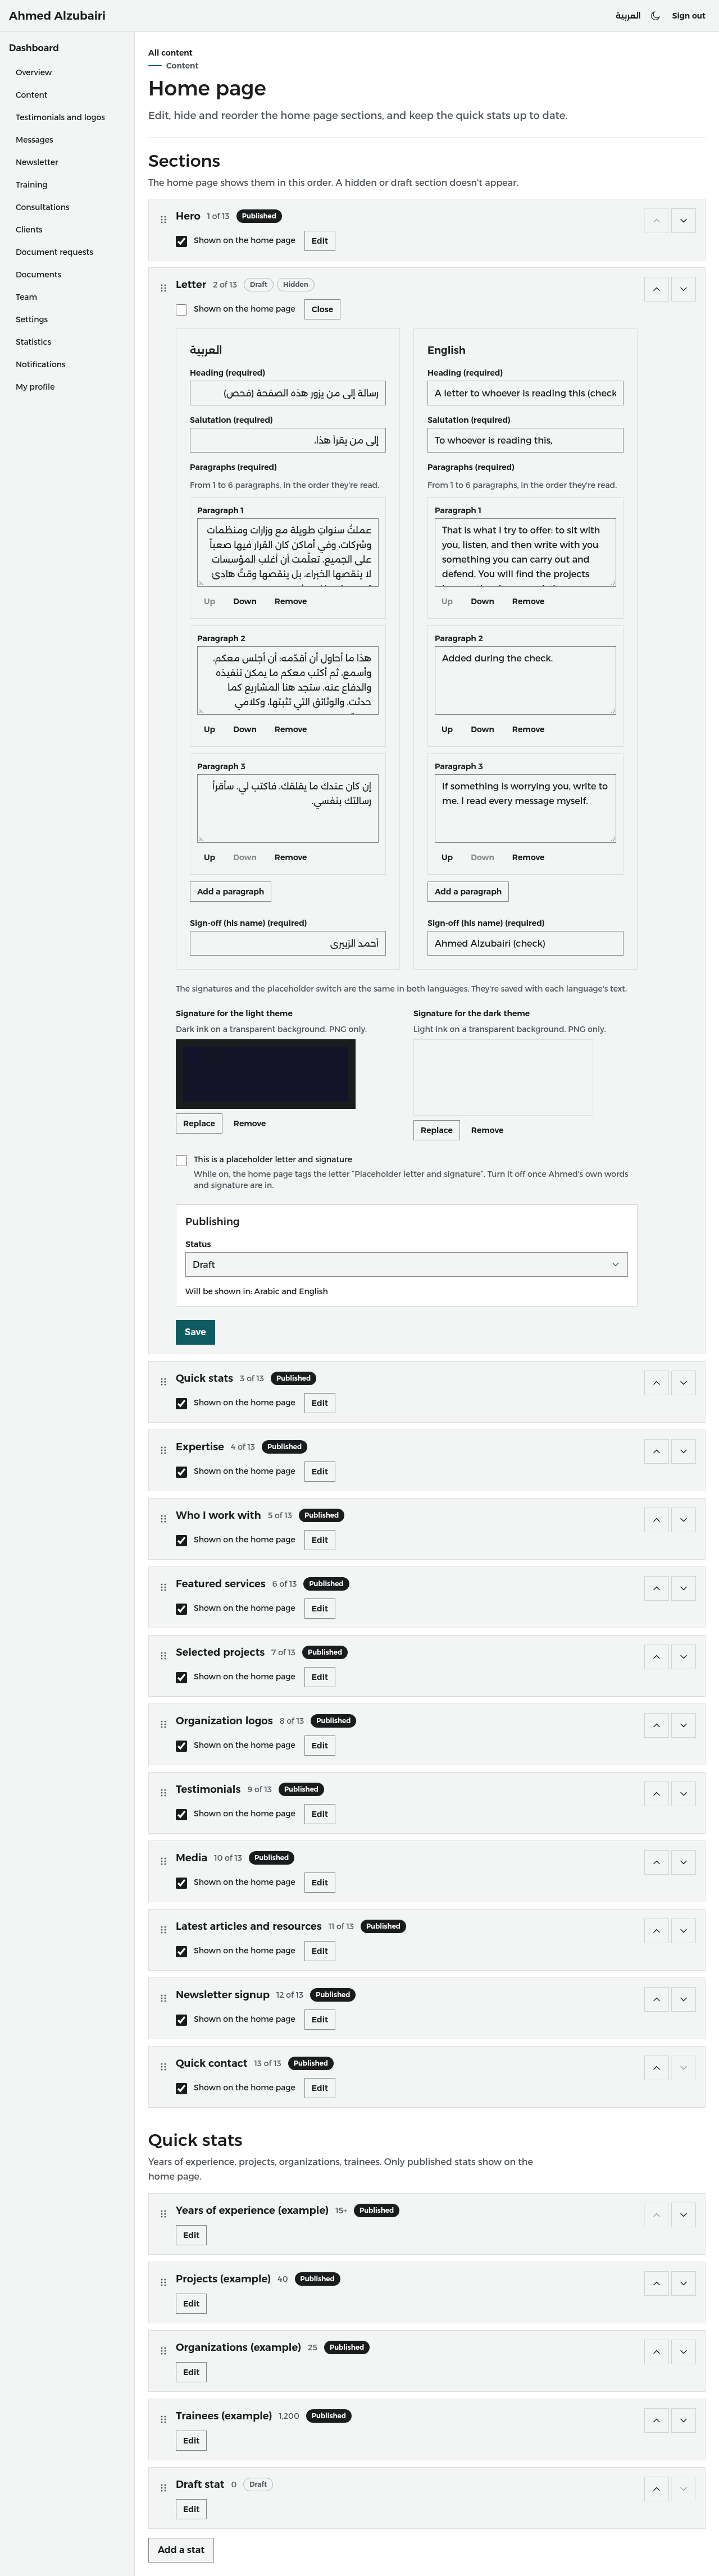 Ahmed Alzubairi
العربية
Sign out
Dashboard
Overview
Content
Testimonials and logos
Messages
Newsletter
Training
Consultations
Clients
Document requests
Documents
Team
Settings
Statistics
Notifications
My profile
All content
Content
Home page
Edit, hide and reorder the home page sections, and keep the quick stats up to date.
Sections
The home page shows them in this order. A hidden or draft section doesn't appear.
Hero 1 of 13 Published
Shown on the home page Edit
Letter 2 of 13 Draft Hidden
Shown on the home page Close
العربية
Heading (required)
رسالة إلى من يزور هذه الصفحة (فحص)
Salutation (required)
إلى من يقرأ هذا،
Paragraphs (required)
From 1 to 6 paragraphs, in the order they're read.
Paragraph 1
عملتُ سنواتٍ طويلة مع وزارات ومنظمات
وشركات، وفي أماكن كان القرار فيها صعباً
على الجميع. تعلّمت أن أغلب المؤسسات
لا ينقصها الخبراء، بل ينقصها وقتٌ هادئ
Up Down Remove
Paragraph 2
هذا ما أحاول أن أقدّمه: أن أجلس معكم،
وأسمع، ثم أكتب معكم ما يمكن تنفيذه
والدفاع عنه. ستجد هنا المشاريع كما
حدثت، والوثائق التي تثبتها، وكلامي
Up Down Remove
Paragraph 3
إن كان عندك ما يقلقك، فاكتب لي. سأقرأ
رسالتك بنفسي.
Up Down Remove
Add a paragraph
Sign-off (his name) (required)
أحمد الزبيري
English
Heading (required)
A letter to whoever is reading this (check
Salutation (required)
To whoever is reading this,
Paragraphs (required)
From 1 to 6 paragraphs, in the order they're read.
Paragraph 1
That is what I try to offer: to sit with
you, listen, and then write with you
something you can carry out and
defend. You will find the projects
Up Down Remove
Paragraph 2
Added during the check.
Up Down Remove
Paragraph 3
If something is worrying you, write to
me. I read every message myself.
Up Down Remove
Add a paragraph
Sign-off (his name) (required)
Ahmed Alzubairi (check)
The signatures and the placeholder switch are the same in both languages. They're saved with each language's text.
Signature for the light theme
Dark ink on a transparent background. PNG only.
Replace Remove
Signature for the dark theme
Light ink on a transparent background. PNG only.
Replace Remove
This is a placeholder letter and signature
While on, the home page tags the letter "Placeholder letter and signature". Turn it off once Ahmed's own words
and signature are in.
Publishing
Status
Draft
Will be shown in: Arabic and English
Save
Quick stats 3 of 13 Published
Shown on the home page Edit
Expertise 4 of 13 Published
Shown on the home page Edit
Who I work with 5 of 13 Published
Shown on the home page Edit
Featured services 6 of 13 Published
Shown on the home page Edit
Selected projects 7 of 13 Published
Shown on the home page Edit
Organization logos 8 of 13 Published
Shown on the home page Edit
Testimonials 9 of 13 Published
Shown on the home page Edit
Media 10 of 13 Published
Shown on the home page Edit
Latest articles and resources 11 of 13 Published
Shown on the home page Edit
Newsletter signup 12 of 13 Published
Shown on the home page Edit
Quick contact 13 of 13 Published
Shown on the home page Edit
Quick stats
Years of experience, projects, organizations, trainees. Only published stats show on the
home page.
Years of experience (example) 15+ Published
Edit
Projects (example) 40 Published
Edit
Organizations (example) 25 Published
Edit
Trainees (example) 1,200 Published
Edit
Draft stat 0 Draft
Edit
Add a stat